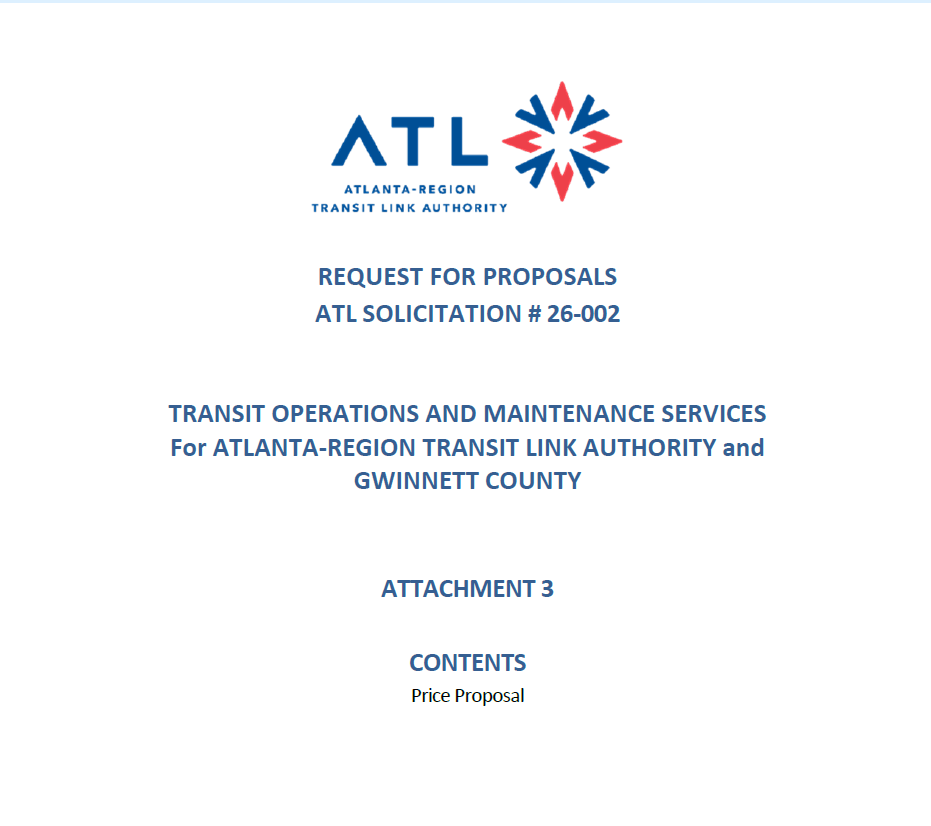 ATL
ATLANTA-REGION
TRANSIT LINK AUTHORITY
REQUEST FOR PROPOSALS
ATL SOLICITATION # 26-002
TRANSIT OPERATIONS AND MAINTENANCE SERVICES
For ATLANTA-REGION TRANSIT LINK AUTHORITY and
GWINNETT COUNTY
ATTACHMENT 3
CONTENTS
Price Proposal